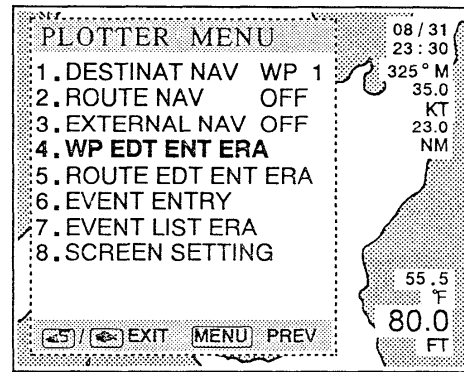 PLOTTER MENU
1.DESTINAT NAV WP 1
2.ROUTE NAV OFF
3.EXTERNAL NAV OFF
4.WP EDT ENT ERA
5.ROUTE EDT ENT ERA
6.EVENT ENTRY
7.EVENT LIST ERA
8.SCREEN SETTING
/ EXIT MENU PREV
08/31
23:30
325°M
35.0
KT
23.0
NM
55.5
°F
80.0
FT